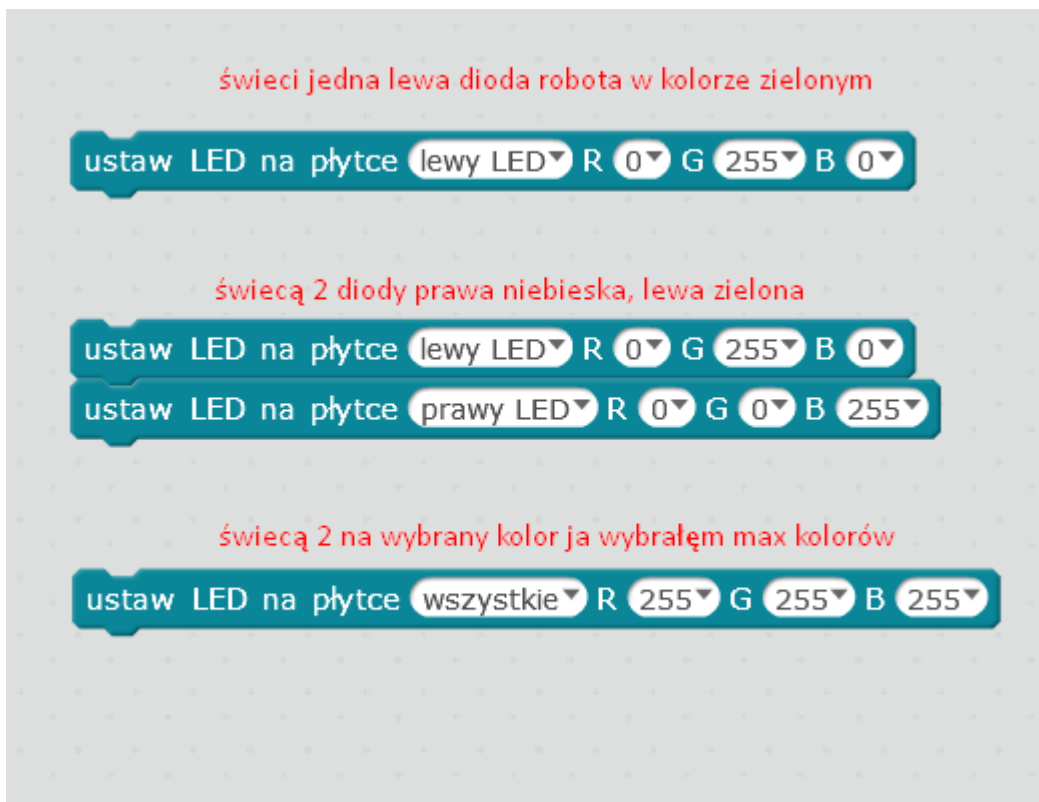 świeci jedna lewa dioda robota w kolorze zielonym
ustaw LED na płytce lewy LED R 0 G 255 B 0
świecą 2 diody prawa niebieska, lewa zielona
ustaw LED na płytce lewy LED R 0 G 255 B 0
ustaw LED na płytce prawy LED R 0 G 0 B 255
świecą 2 na wybrany kolor ja wybrałęm max kolorów
ustaw LED na płytce wszystkie R 255 G 255 B 255